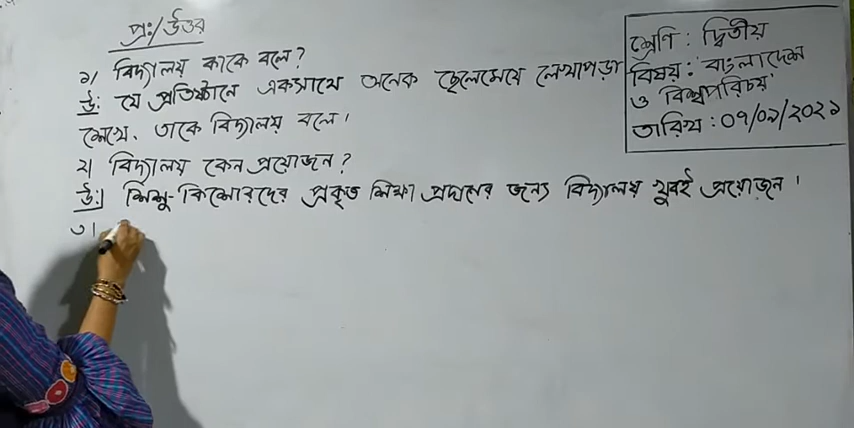 প্রঃ/উত্তর
১/ বিদ্যালয় কাকে বলে?
উঃ যে প্রতিষ্ঠানে একসাথে অনেক ছেলেমেয়ে লেখাপড়া
শেখে, তাকে বিদ্যালয় বলে।
২/ বিদ্যালয় কেন প্রয়োজন?
উঃ/ শিশু-কিশোরদের প্রকৃত শিক্ষা প্রদানের জন্য বিদ্যালয় খুবই প্রয়োজন।
৩/
শ্রেণি: দ্বিতীয়
বিষয়: বাংলাদেশ
ও বিশ্বপরিচয়
তারিখ: ০৭/০৯/২০২১